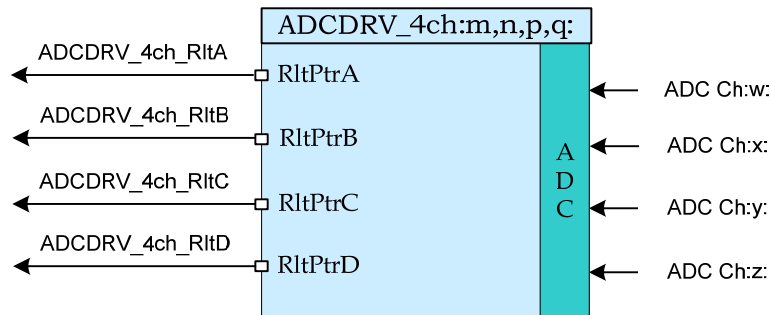 ADCDRV_4ch:m,n,p,q:
ADCDRV_4ch_RltA
RltPtrA
ADC Ch:w:
ADCDRV_4ch_RltB
RltPtrB
ADC Ch:x:
A
D
C
ADCDRV_4ch_RltC
RltPtrC
ADC Ch:y:
ADCDRV_4ch_RltD
RltPtrD
ADC Ch:z: